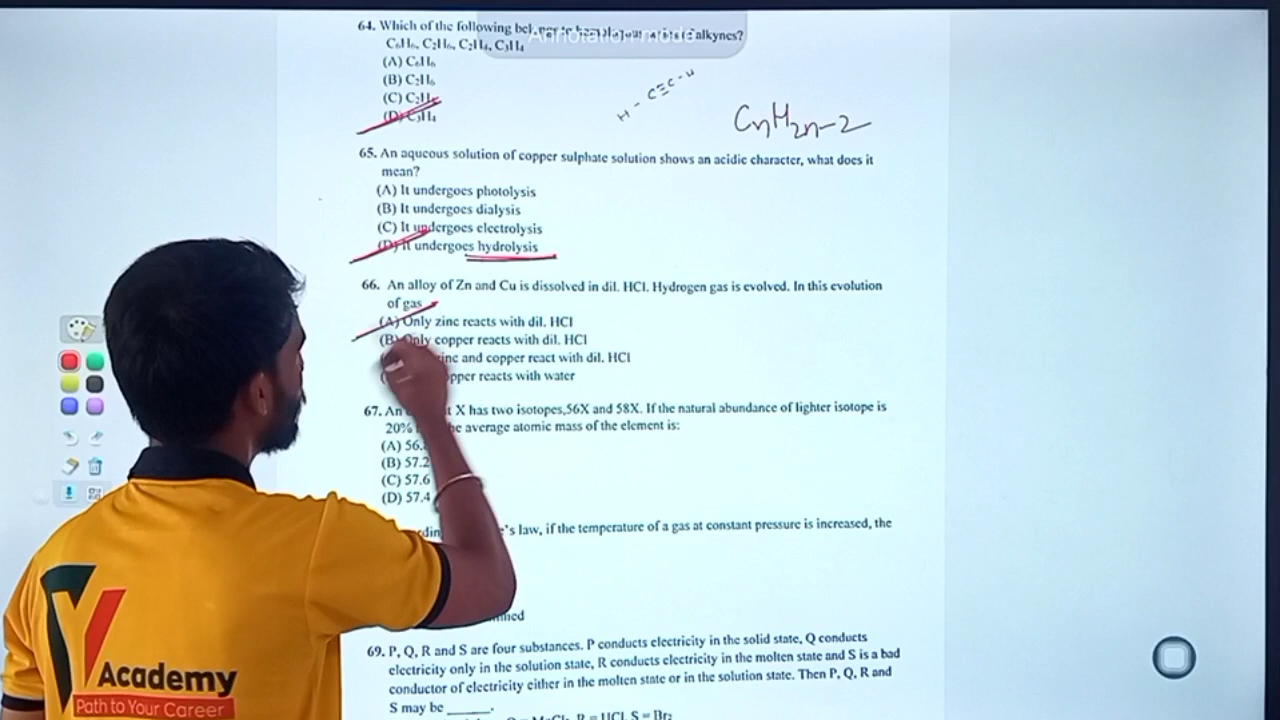 Annotation mode
64. Which of the following alkynes?
C₆H₆, C₂H₆, C₂H₄, C₃H₄
(A) C₆H₆
(B) C₂H₆
(C) C₂H
(D) C₃H₄
H - C≡C - H
CnH2n-2
65. An aqueous solution of copper sulphate solution shows an acidic character, what does it
mean?
(A) It undergoes photolysis
(B) It undergoes dialysis
(C) It undergoes electrolysis
(D) It undergoes hydrolysis
66. An alloy of Zn and Cu is dissolved in dil. HCl. Hydrogen gas is evolved. In this evolution
of gas
(A) Only zinc reacts with dil. HCl
(B) Only copper reacts with dil. HCl
zinc and copper react with dil. HCl
reacts with water
67. An X has two isotopes,56X and 58X. If the natural abundance of lighter isotope is
20% average atomic mass of the element is:
(A) 56.
(B) 57.2
(C) 57.6
(D) 57.4
law, if the temperature of a gas at constant pressure is increased, the
69. P, Q, R and S are four substances. P conducts electricity in the solid state, Q conducts
electricity only in the solution state, R conducts electricity in the molten state and S is a bad
conductor of electricity either in the molten state or in the solution state. Then P, Q, R and
S may be ______.
R = HCl, S = Br₂
Academy
Path to Your Career